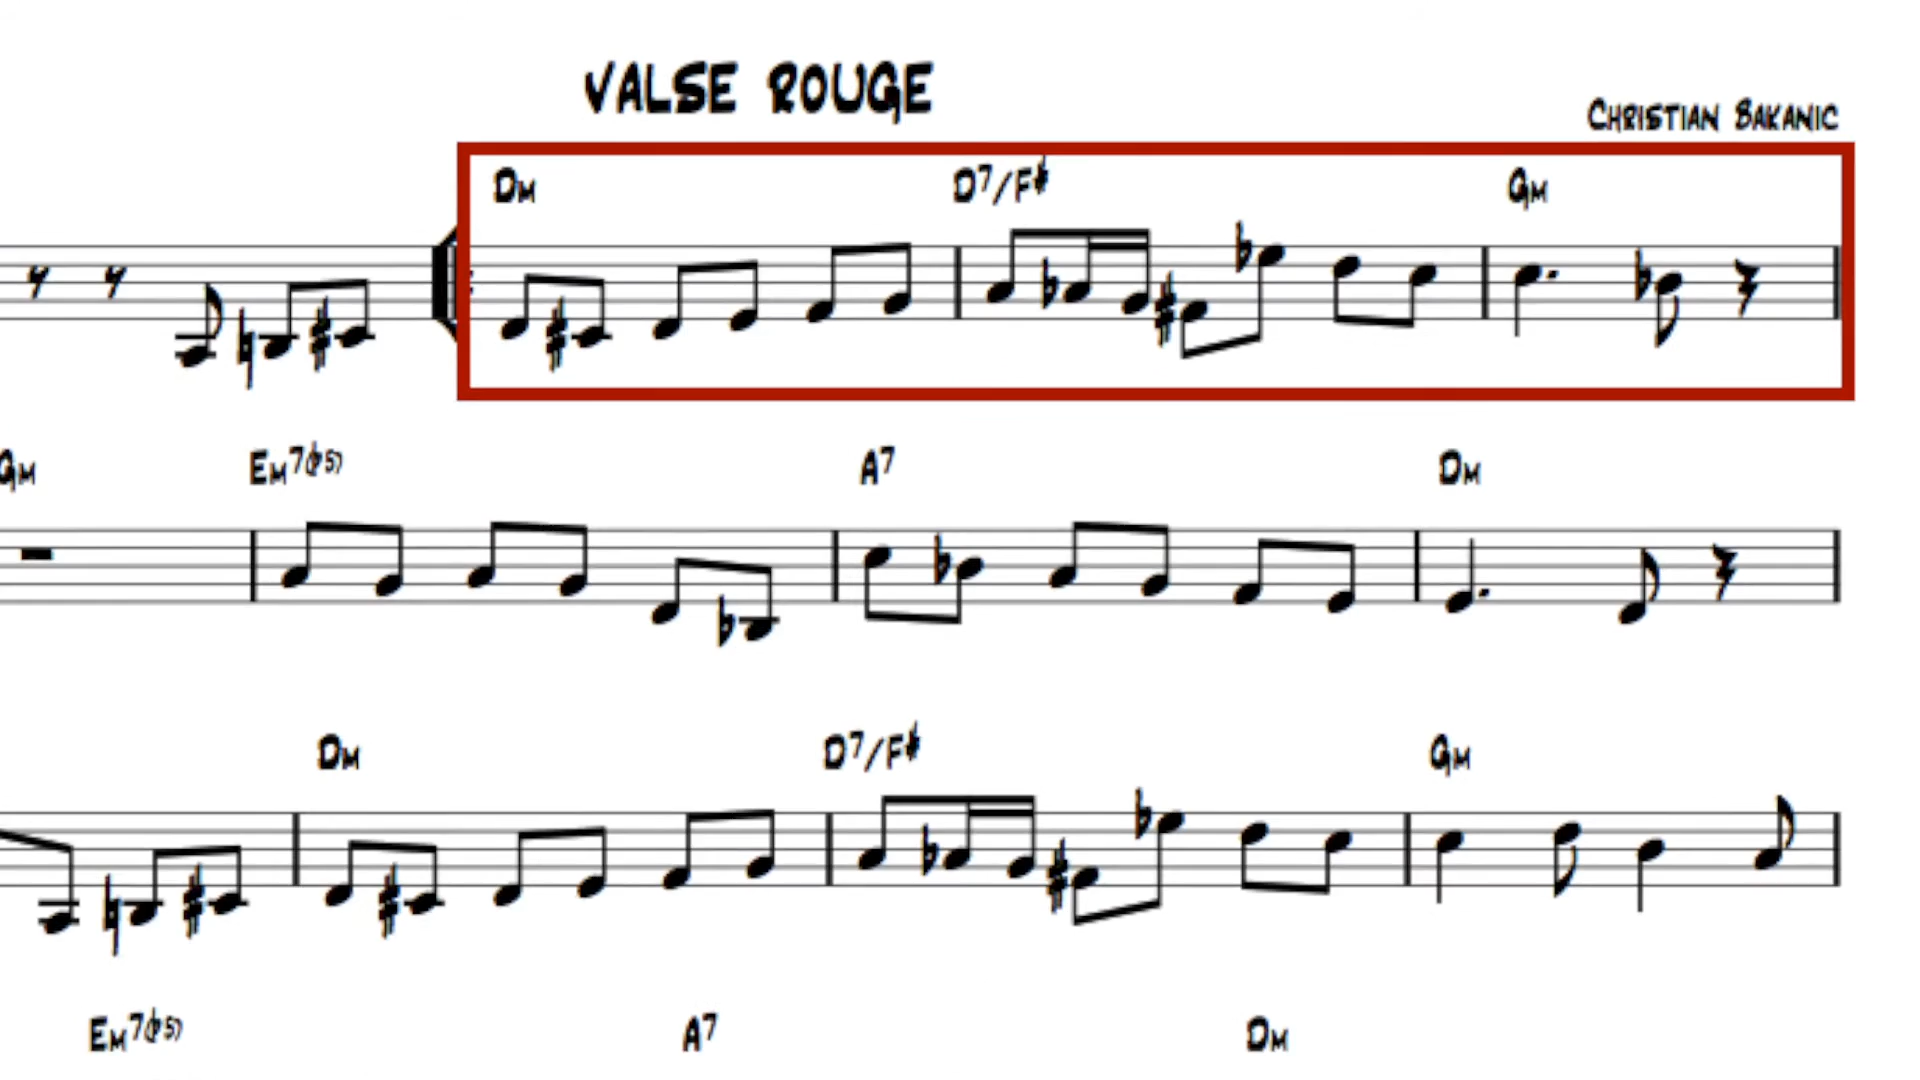 VALSE ROUGE
CHRISTIAN BAKANIC
DM D7/F# GM
GM EM7(b5) A7 DM
DM D7/F# GM
EM7(b5) A7 DM